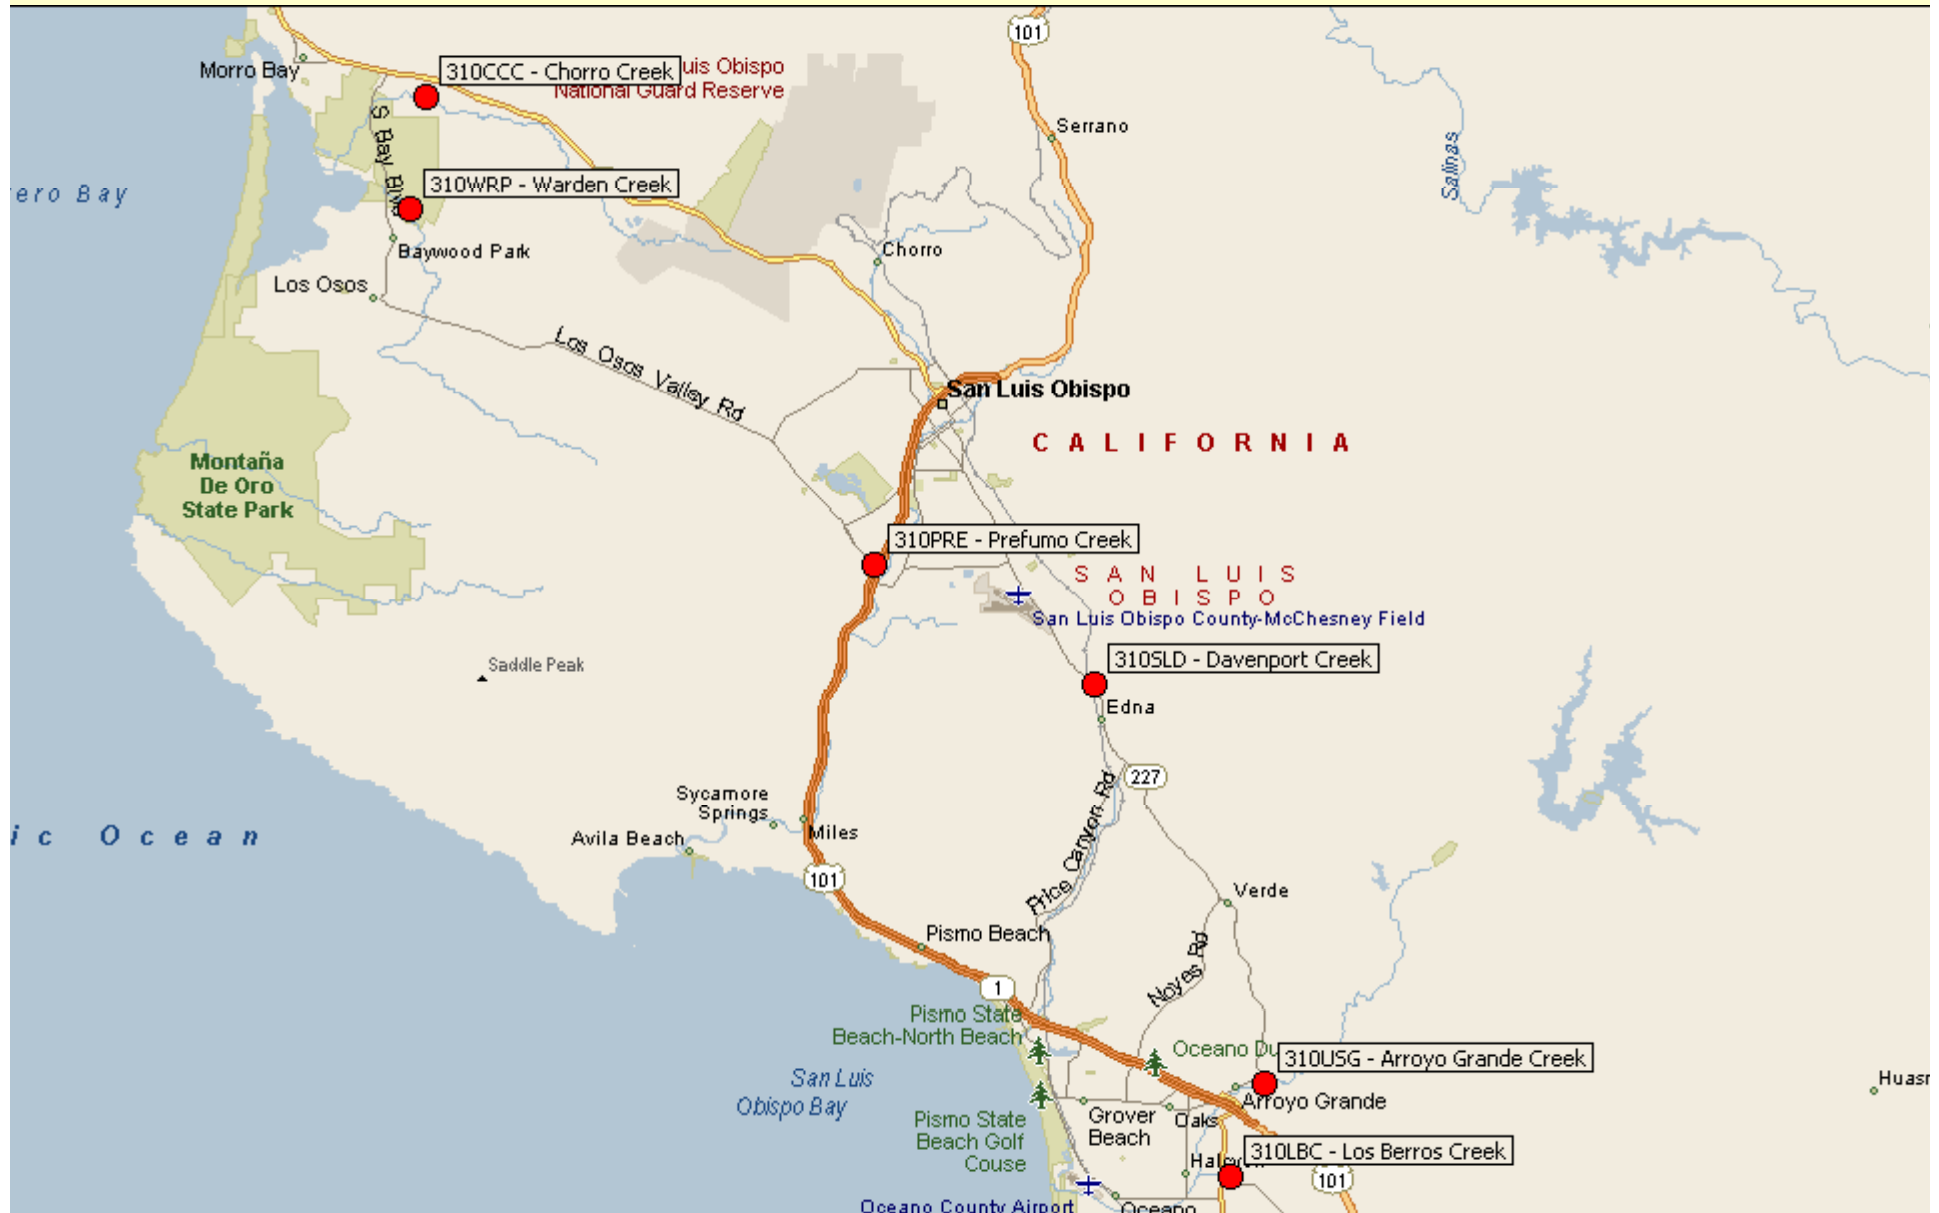 101
Morro Bay
310CCC - Chorro Creek
uis Obispo
National Guard Reserve
S Bay Blvd
Serrano
Salinas
310WRP - Warden Creek
ero Bay
Baywood Park
Chorro
Los Osos
Los Osos Valley Rd
San Luis Obispo
CALIFORNIA
Montaña
De Oro
State Park
310PRE - Prefumo Creek
SAN LUIS
OBISPO
San Luis Obispo County-McChesney Field
310SLD - Davenport Creek
Saddle Peak
Edna
227
Price Canyon Rd
Sycamore
Springs
Miles
Avila Beach
ic Ocean
101
Verde
Pismo Beach
Noyes Rd
1
Pismo State
Beach-North Beach
Oceano Du
310USG - Arroyo Grande Creek
San Luis
Obispo Bay
Huasn
Arroyo Grande
Pismo State
Beach Golf
Couse
Grover
Beach
Oaks
310LBC - Los Berros Creek
Halcyon
101
Oceano County Airport
Oceano